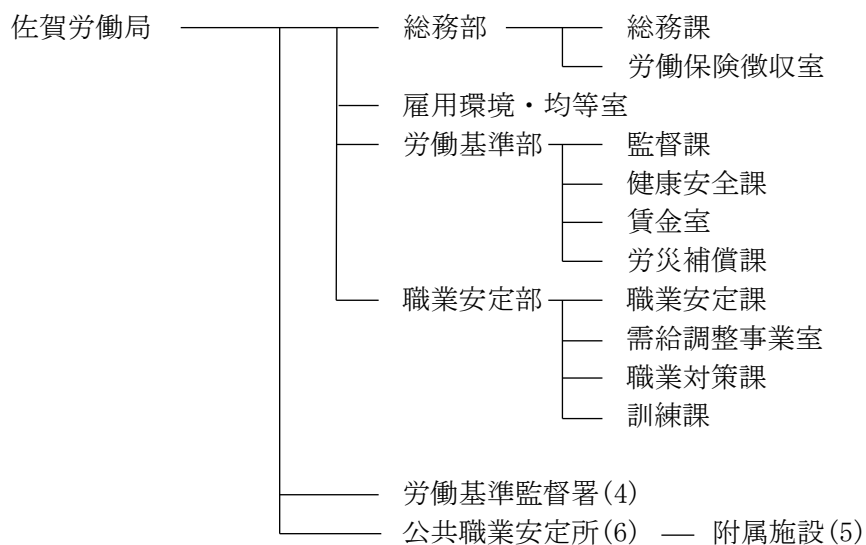 佐賀労働局 総務部 総務課
労働保険徴収室
雇用環境・均等室
労働基準部 監督課
健康安全課
賃金室
労災補償課
職業安定部 職業安定課
需給調整事業室
職業対策課
訓練課
労働基準監督署(4)
公共職業安定所(6) 附属施設(5)